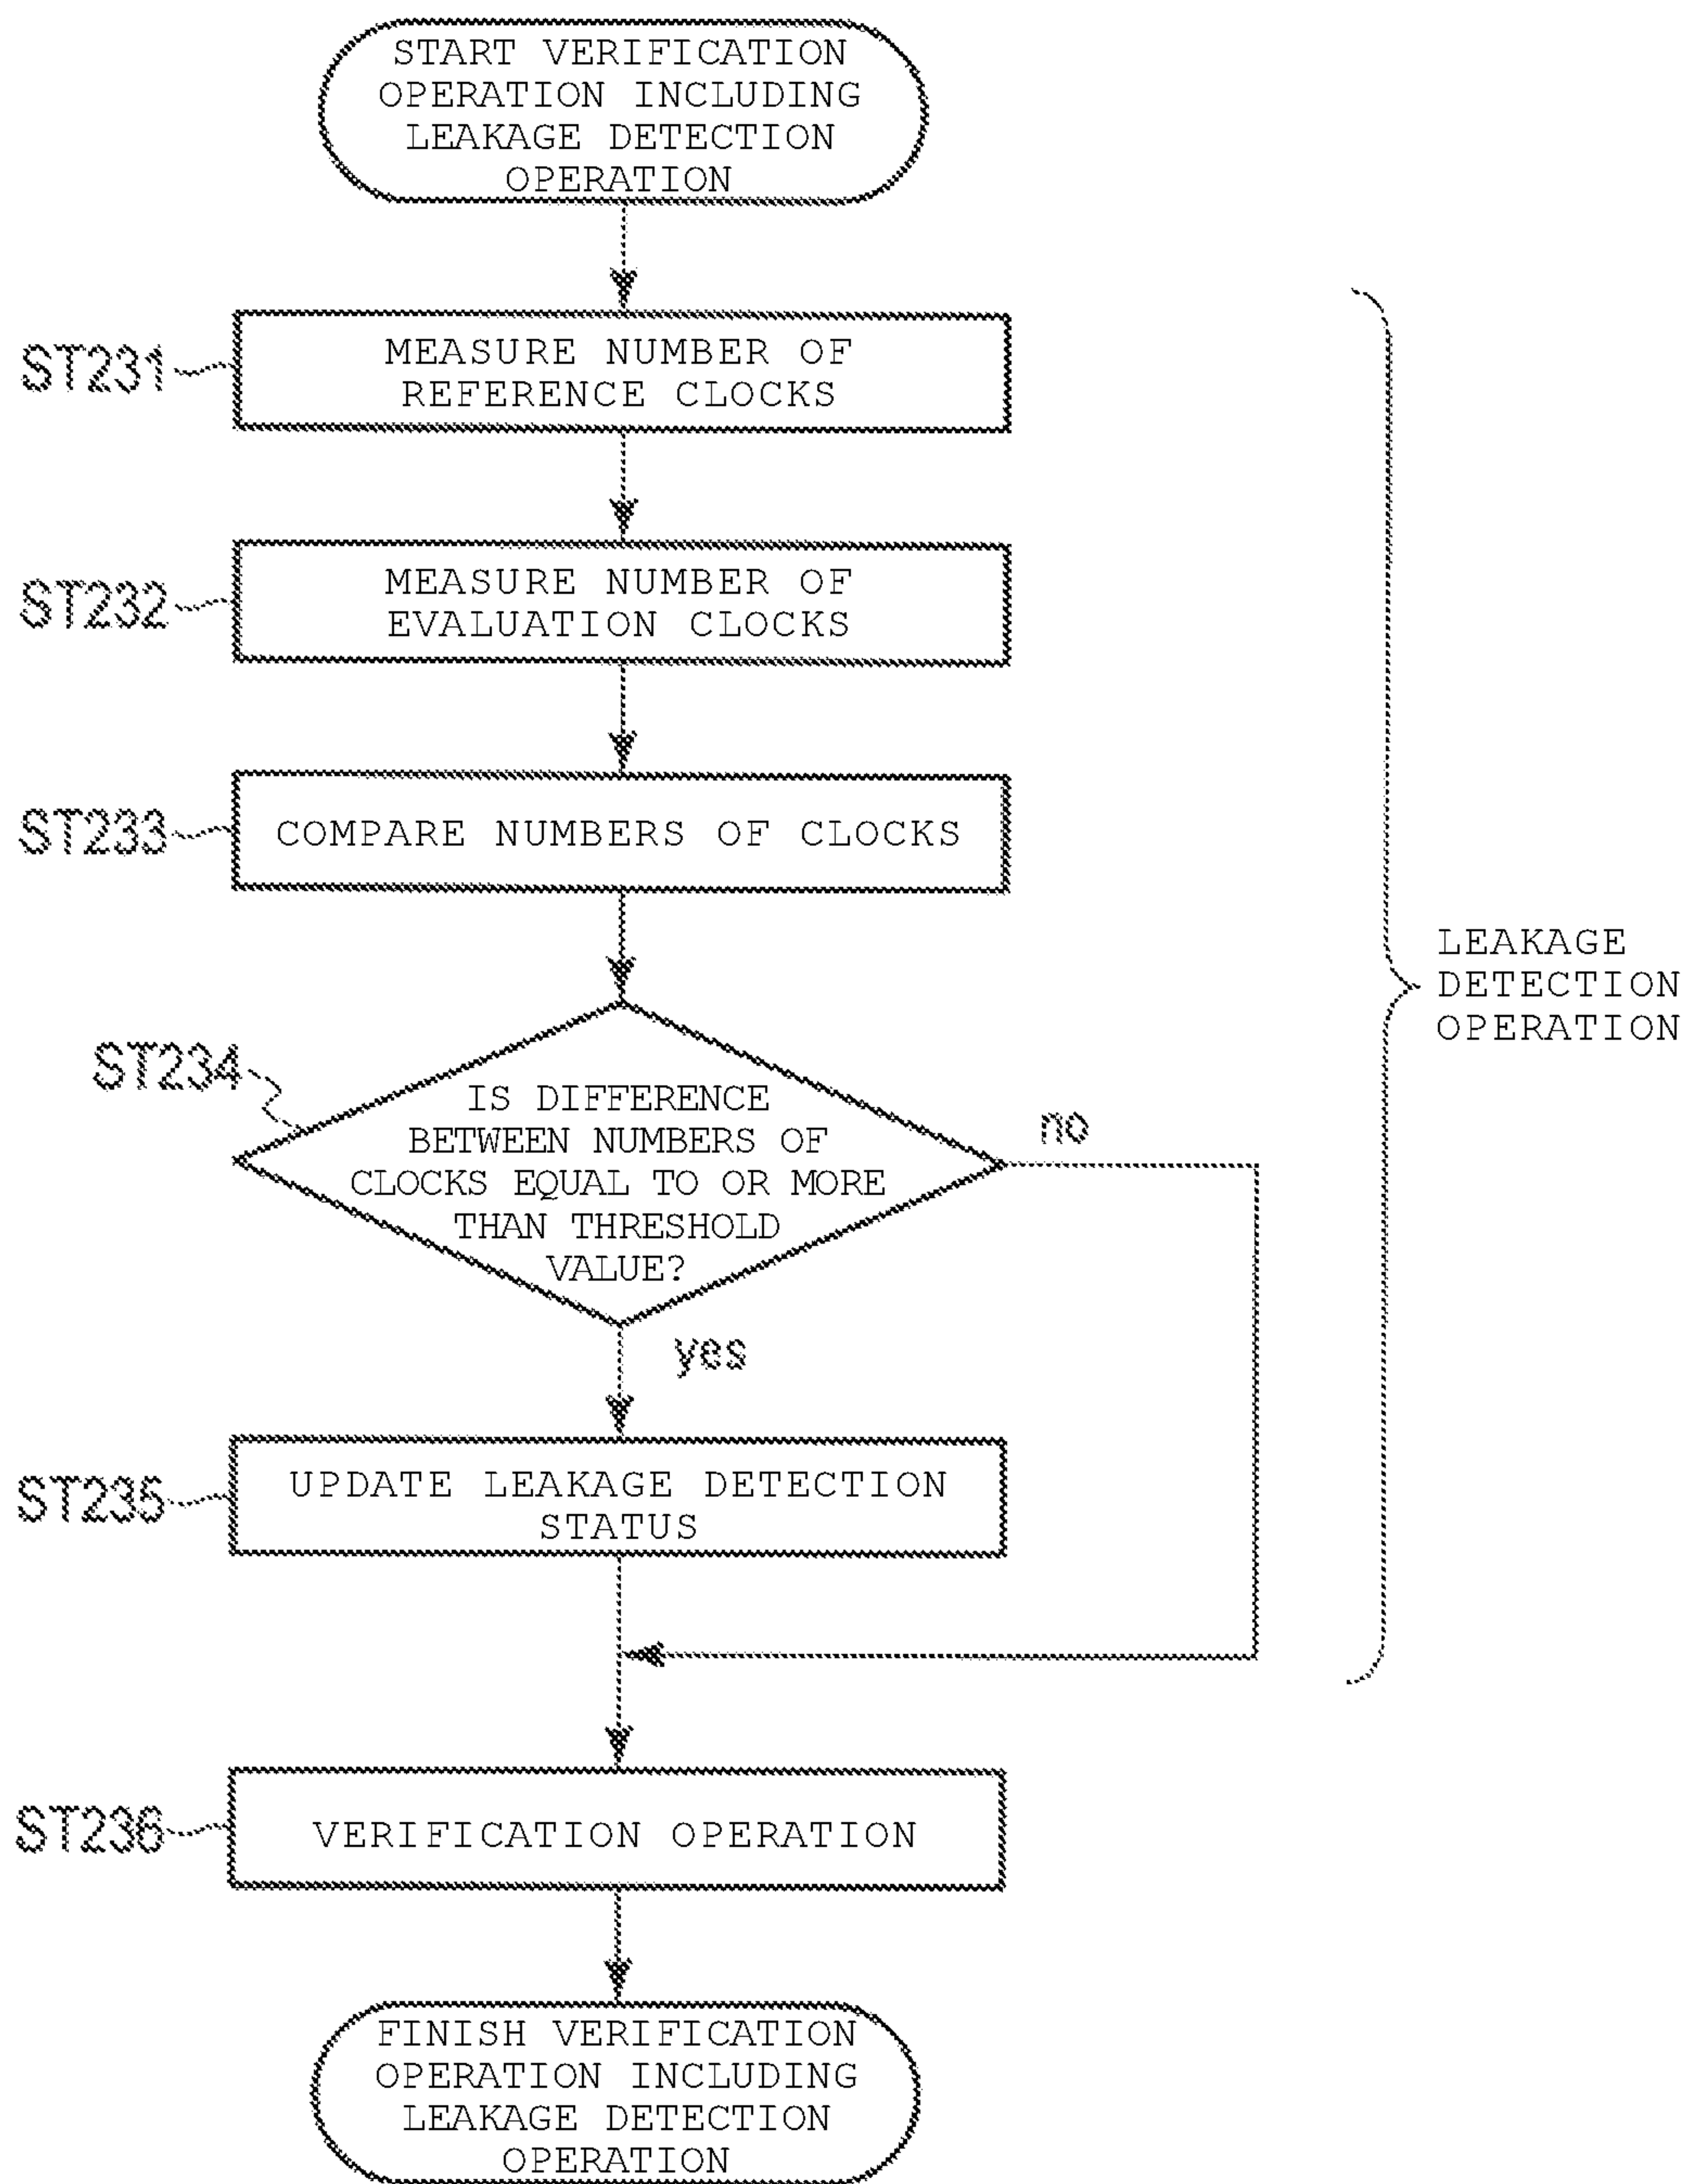 START VERIFICATION
OPERATION INCLUDING
LEAKAGE DETECTION
OPERATION
ST231
MEASURE NUMBER OF
REFERENCE CLOCKS
ST232
MEASURE NUMBER OF
EVALUATION CLOCKS
ST233
COMPARE NUMBERS OF CLOCKS
LEAKAGE
DETECTION
OPERATION
ST234
IS DIFFERENCE
BETWEEN NUMBERS OF
CLOCKS EQUAL TO OR MORE
THAN THRESHOLD
VALUE?
no
yes
ST235
UPDATE LEAKAGE DETECTION
STATUS
ST236
VERIFICATION OPERATION
FINISH VERIFICATION
OPERATION INCLUDING
LEAKAGE DETECTION
OPERATION